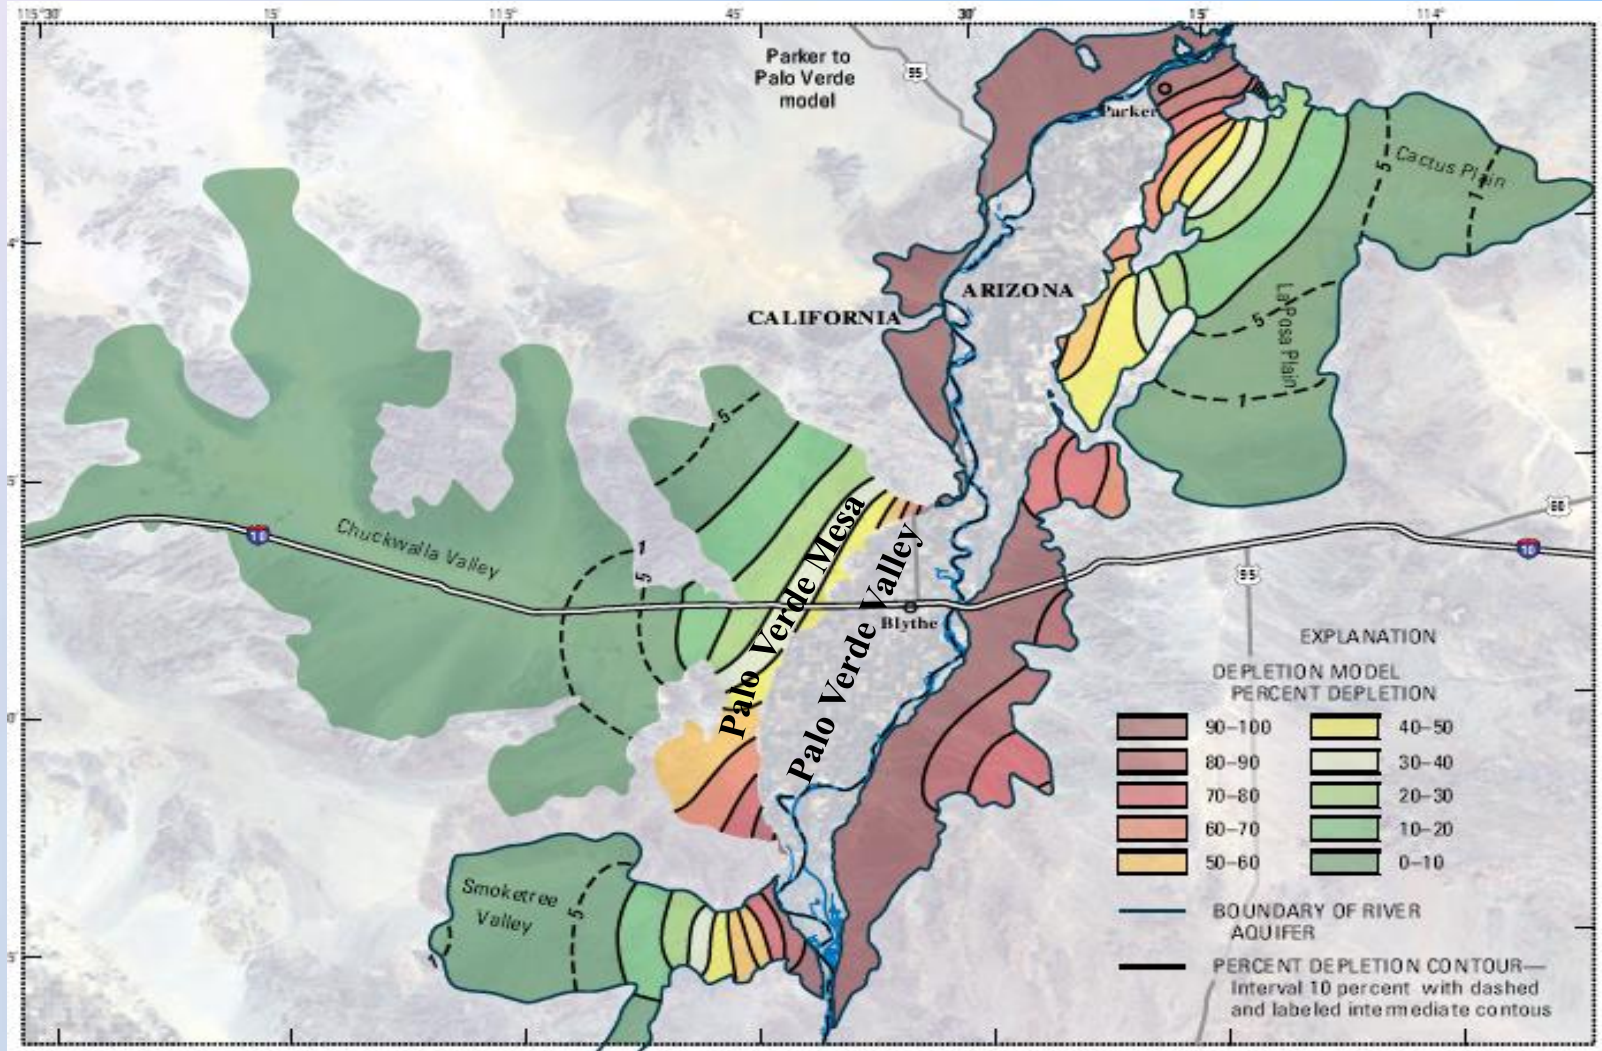 115°30'
15'
115°
45'
30'
15'
114°
Parker to
Palo Verde
model
95
Parker
Cactus Plain
5
1
4°
ARIZONA
CALIFORNIA
La Posa Plain
5
1
5
5'
Palo Verde Mesa
Palo Verde Valley
60
10
Chuckwalla Valley
1
5
10
95
Blythe
0'
Smoketree
Valley
5
5'
EXPLANATION
DEPLETION MODEL
PERCENT DEPLETION
90–100
40–50
80–90
30–40
70–80
20–30
60–70
10–20
50–60
0–10
BOUNDARY OF RIVER
AQUIFER
PERCENT DEPLETION CONTOUR—
Interval 10 percent with dashed
and labeled intermediate contous